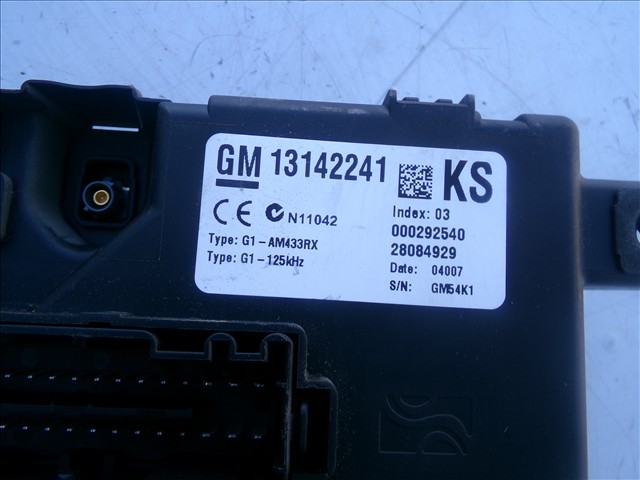 GM 13142241 KS
CE N11042
Type: G1-AM433RX
Type: G1-125kHz
Index: 03
000292540
28084929
Date: 04007
S/N: GM54K1